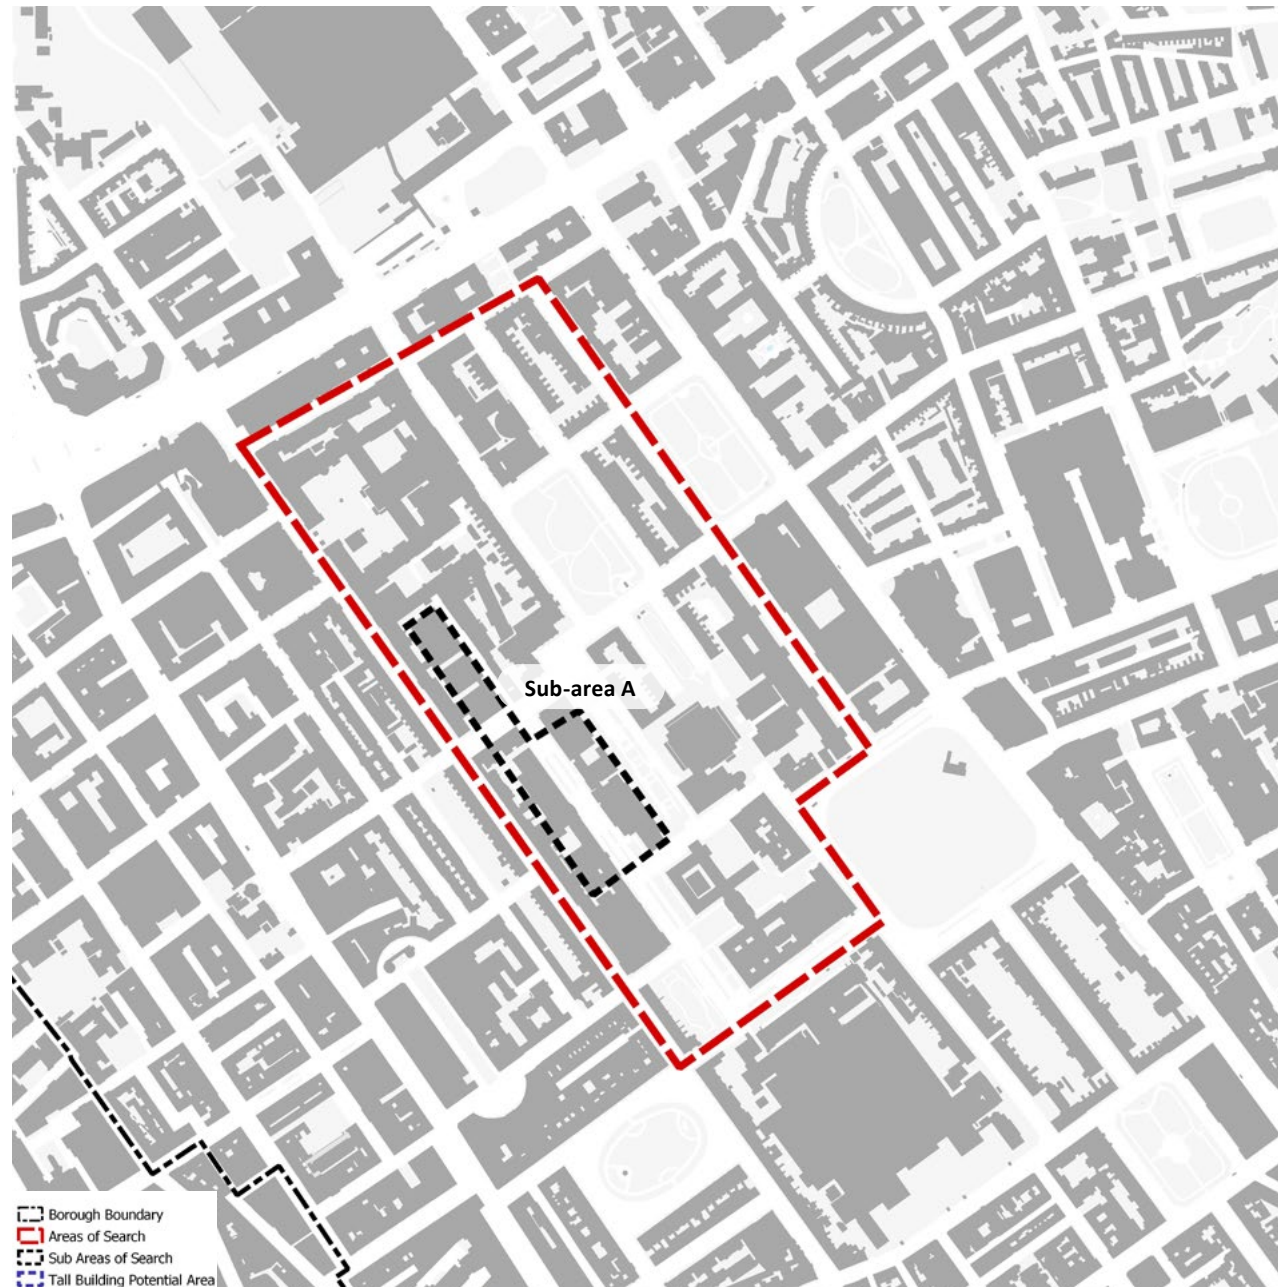 Sub-area A
Borough Boundary
Areas of Search
Sub Areas of Search
Tall Building Potential Area